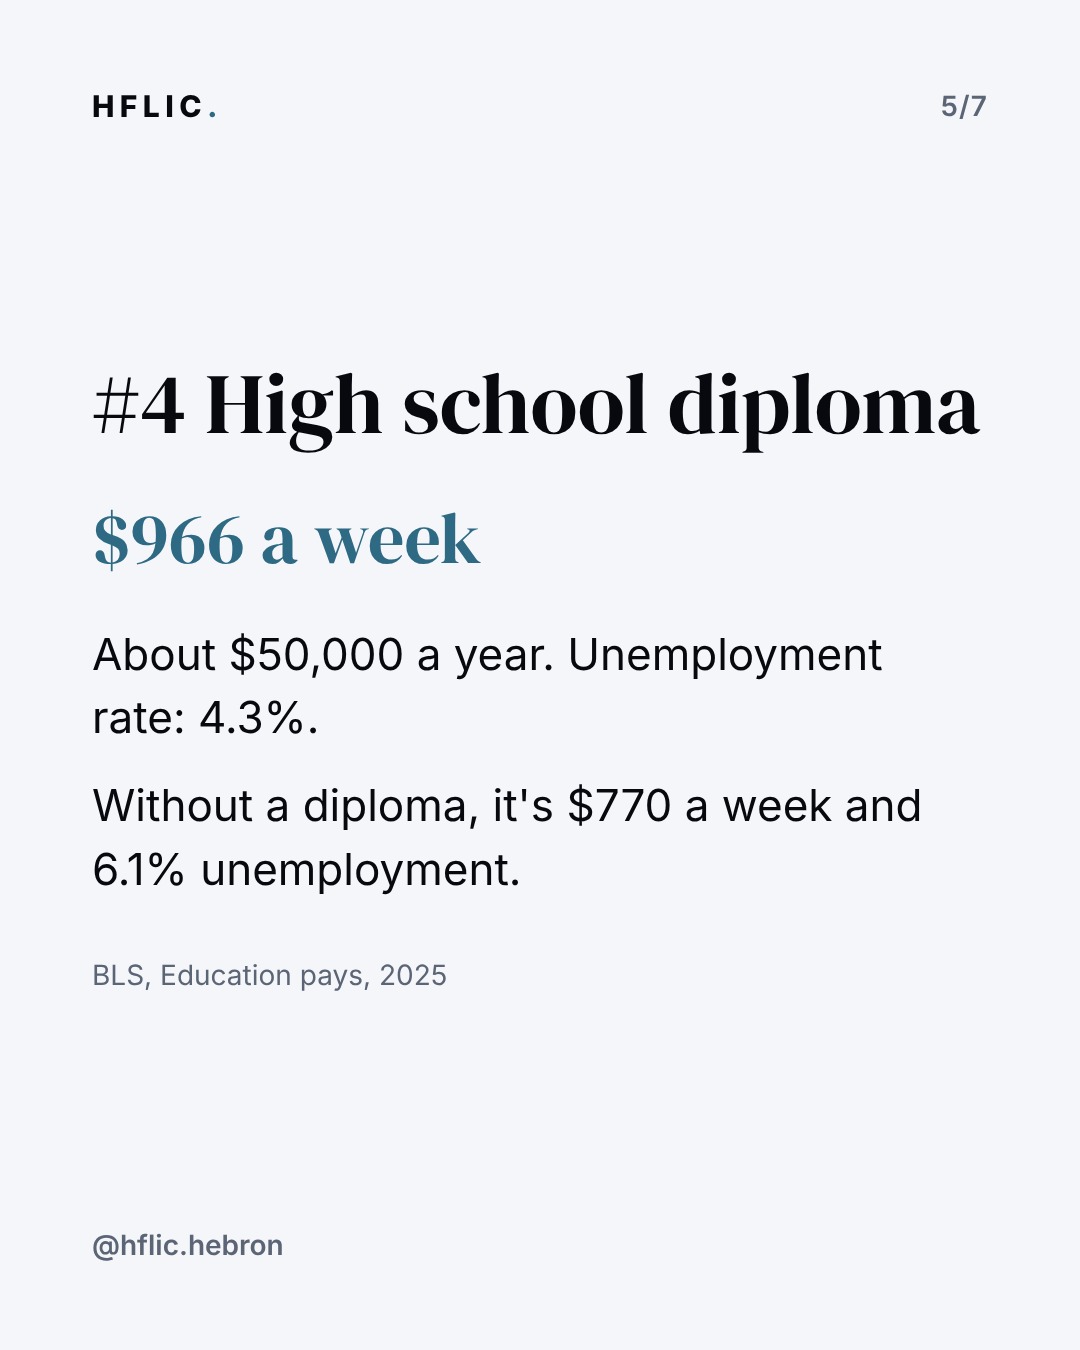 HFLIC.
5/7
#4 High school diploma
$966 a week
About $50,000 a year. Unemployment
rate: 4.3%.
Without a diploma, it's $770 a week and
6.1% unemployment.
BLS, Education pays, 2025
@hflic.hebron